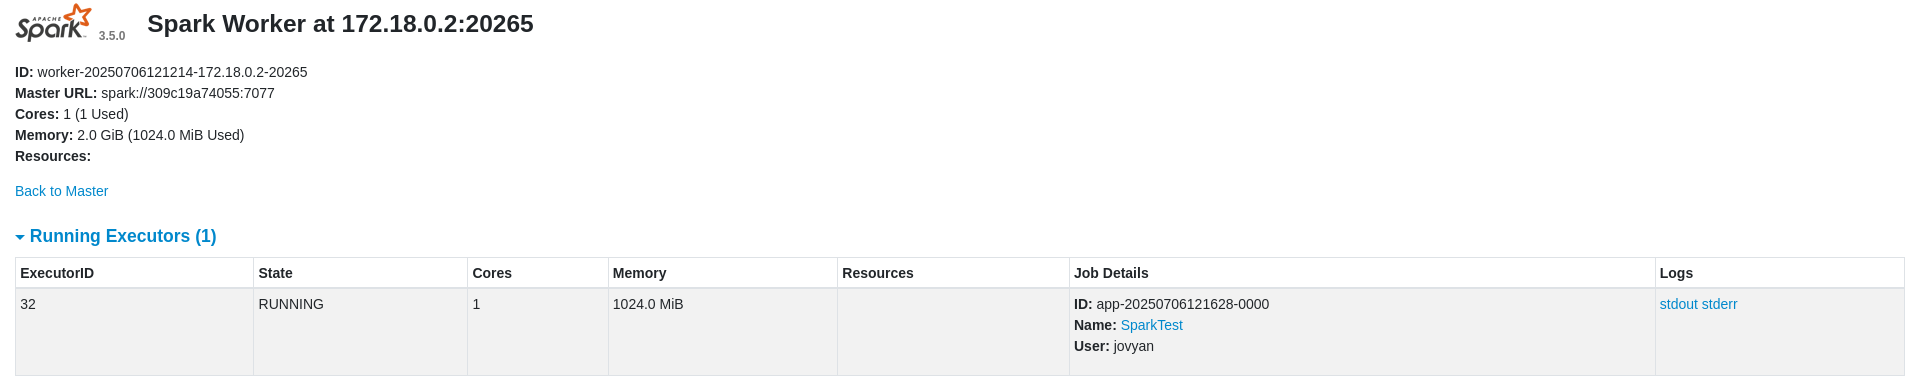 APACHE
Spark 3.5.0 Spark Worker at 172.18.0.2:20265
ID: worker-20250706121214-172.18.0.2-20265
Master URL: spark://309c19a74055:7077
Cores: 1 (1 Used)
Memory: 2.0 GiB (1024.0 MiB Used)
Resources:
Back to Master
Running Executors (1)
ExecutorID State Cores Memory Resources Job Details Logs
32 RUNNING 1 1024.0 MiB ID: app-20250706121628-0000 stdout stderr
Name: SparkTest
User: jovyan